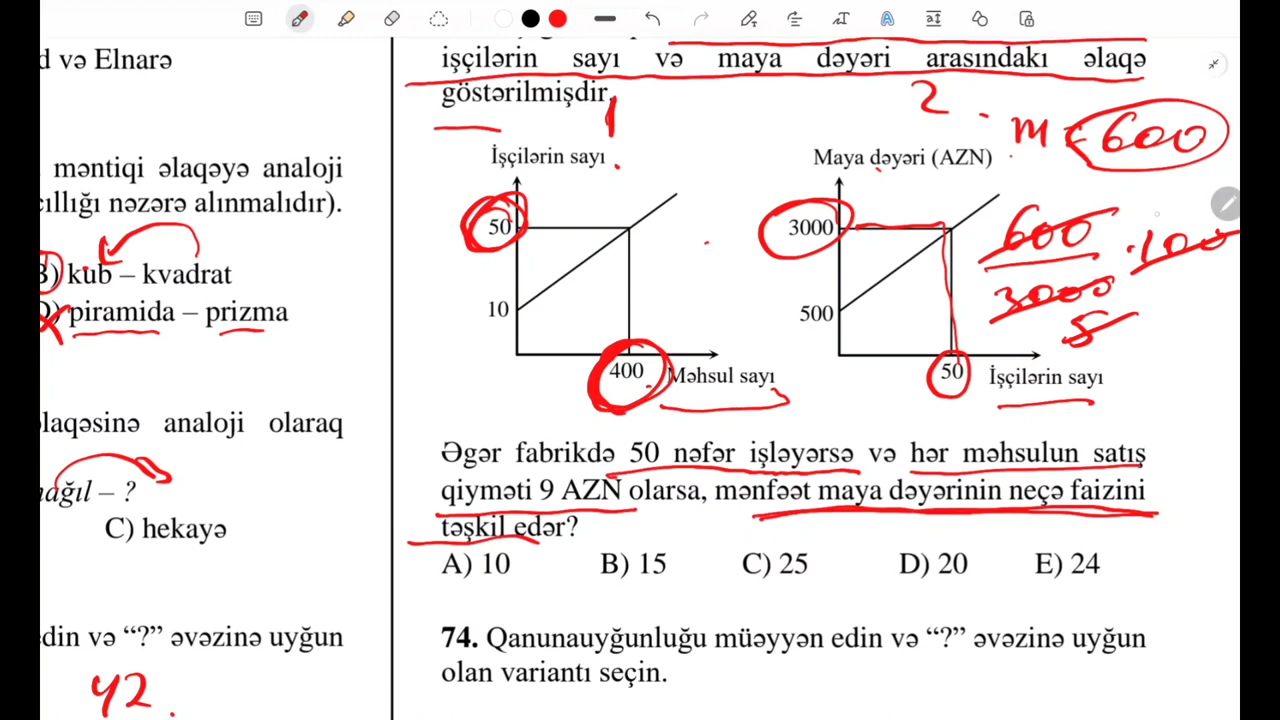 d və Elnarə
məntiqi əlaqəyə analoji
cıllığı nəzərə alınmalıdır).
B) kub – kvadrat
D) piramida – prizma
laqəsinə analoji olaraq
nağıl – ?
C) hekayə
edin və “?” əvəzinə uyğun
42
işçilərin sayı və maya dəyəri arasındakı əlaqə
göstərilmişdir.
1
2
m = 600
İşçilərin sayı
50
10
400
Məhsul sayı
Maya dəyəri (AZN)
3000
500
50
İşçilərin sayı
600
3000
· 100
5
Əgər fabrikdə 50 nəfər işləyərsə və hər məhsulun satış
qiyməti 9 AZN olarsa, mənfəət maya dəyərinin neçə faizini
təşkil edər?
A) 10 B) 15 C) 25 D) 20 E) 24
74. Qanunauyğunluğu müəyyən edin və “?” əvəzinə uyğun
olan variantı seçin.